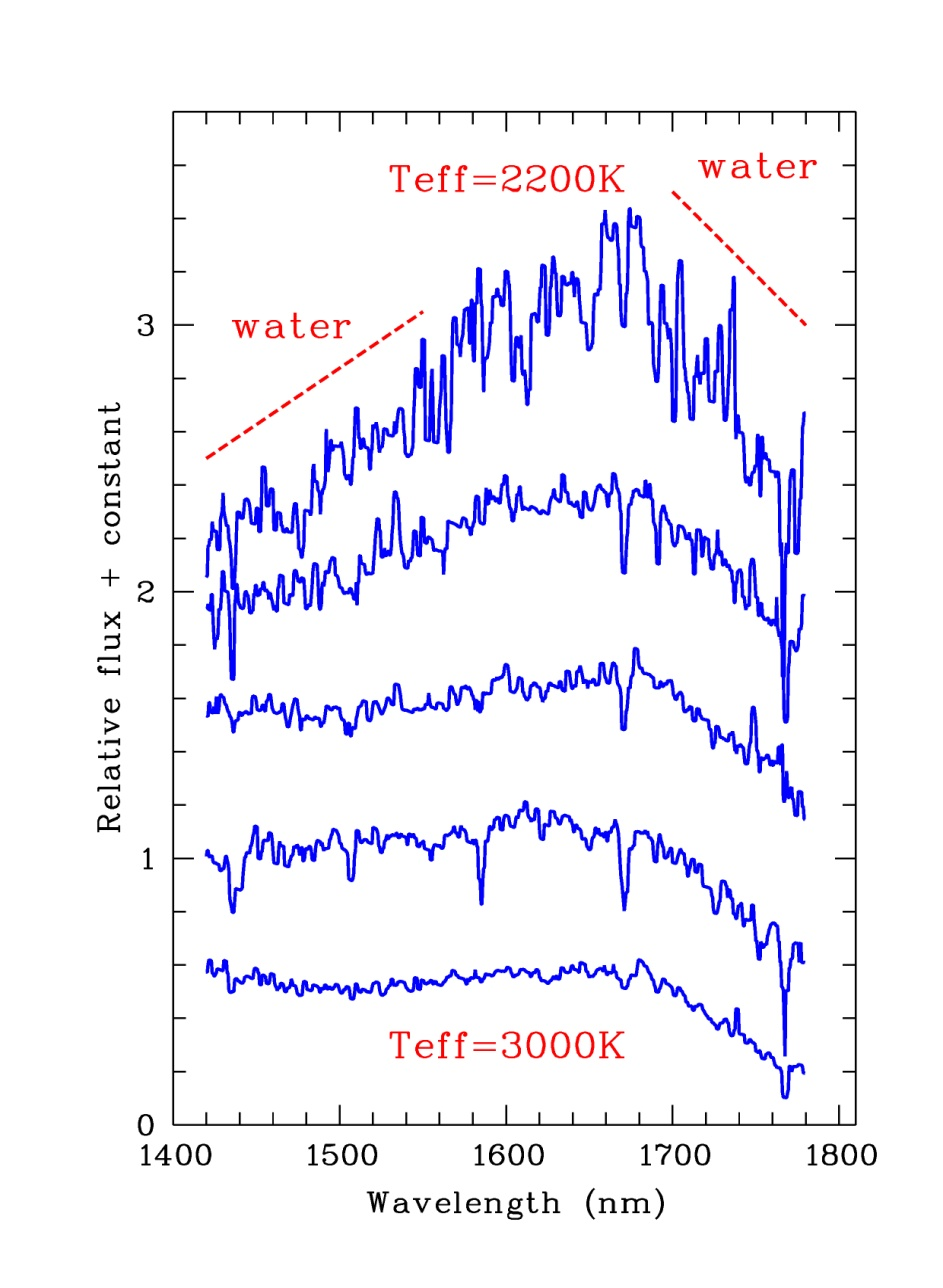 water
Teff=2200K
water
3
2
1
0
Relative flux + constant
Teff=3000K
1400 1500 1600 1700 1800
Wavelength (nm)